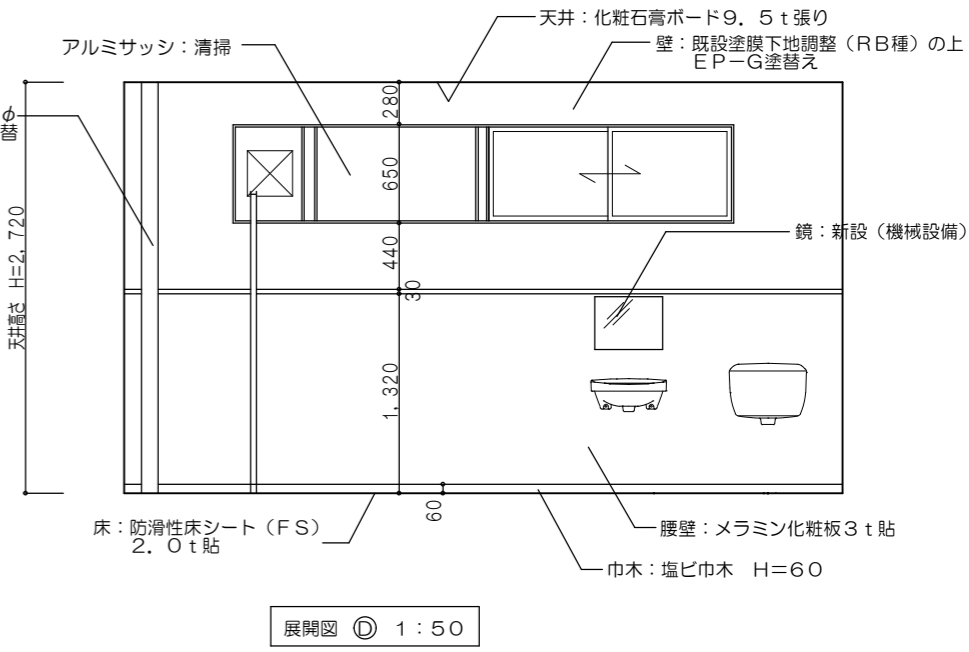 天井：化粧石膏ボード9．5ｔ張り
アルミサッシ：清掃
壁：既設塗膜下地調整（ＲＢ種）の上
ＥＰ－Ｇ塗替え
φ
替
280
650
440
30
1,320
60
天井高さ H=2,720
鏡：新設（機械設備）
床：防滑性床シート（ＦＳ）
2．0ｔ貼
腰壁：メラミン化粧板3ｔ貼
巾木：塩ビ巾木　Ｈ＝60
展開図 Ⓓ 1：50